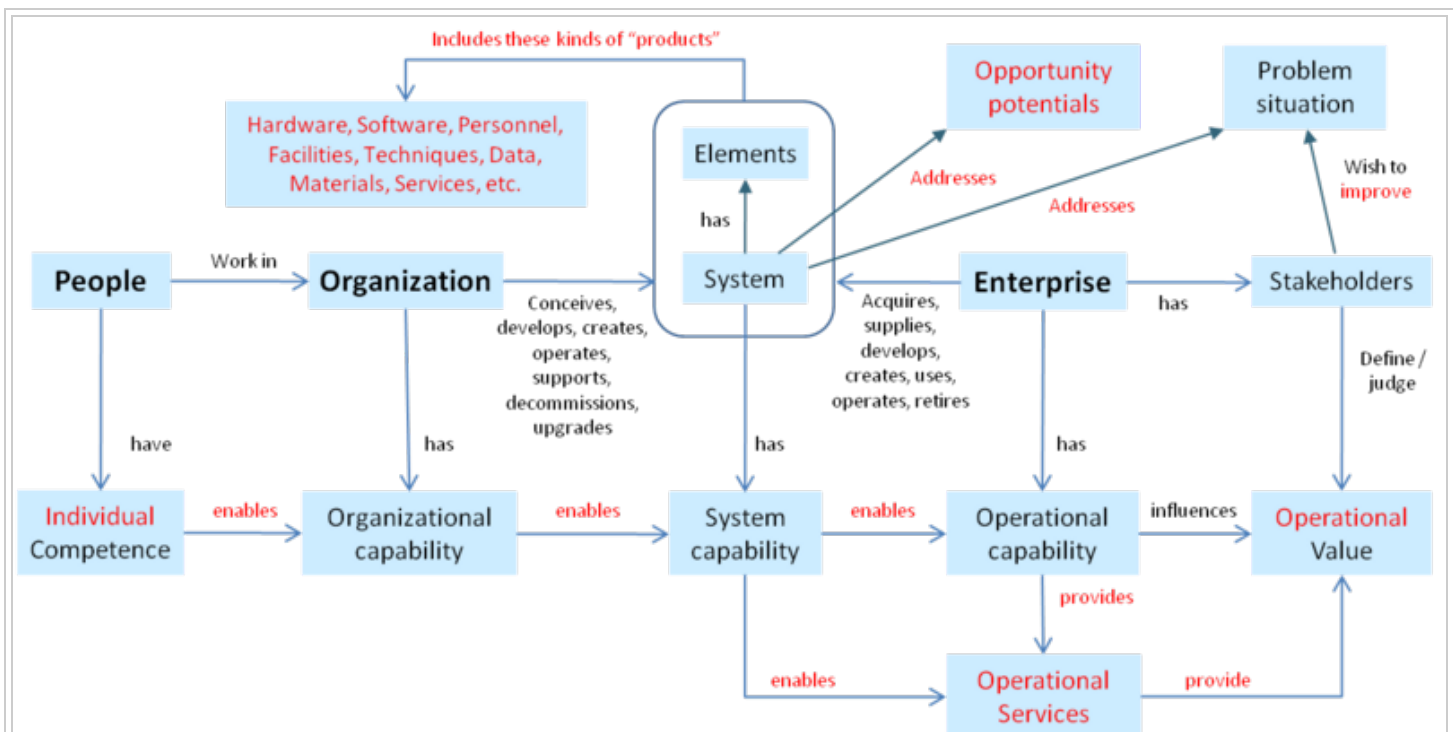 Includes these kinds of “products”
Opportunity
potentials
Problem
situation
Hardware, Software, Personnel,
Facilities, Techniques, Data,
Materials, Services, etc.
Elements
Addresses
Addresses
Wish to
improve
has
People
Work in
Organization
System
Enterprise
has
Stakeholders
Conceives,
develops, creates,
operates,
supports,
decommissions,
upgrades
Acquires,
supplies,
develops,
creates, uses,
operates, retires
Define /
judge
have
has
has
has
Individual
Competence
enables
Organizational
capability
enables
System
capability
enables
Operational
capability
influences
Operational
Value
provides
enables
Operational
Services
provide